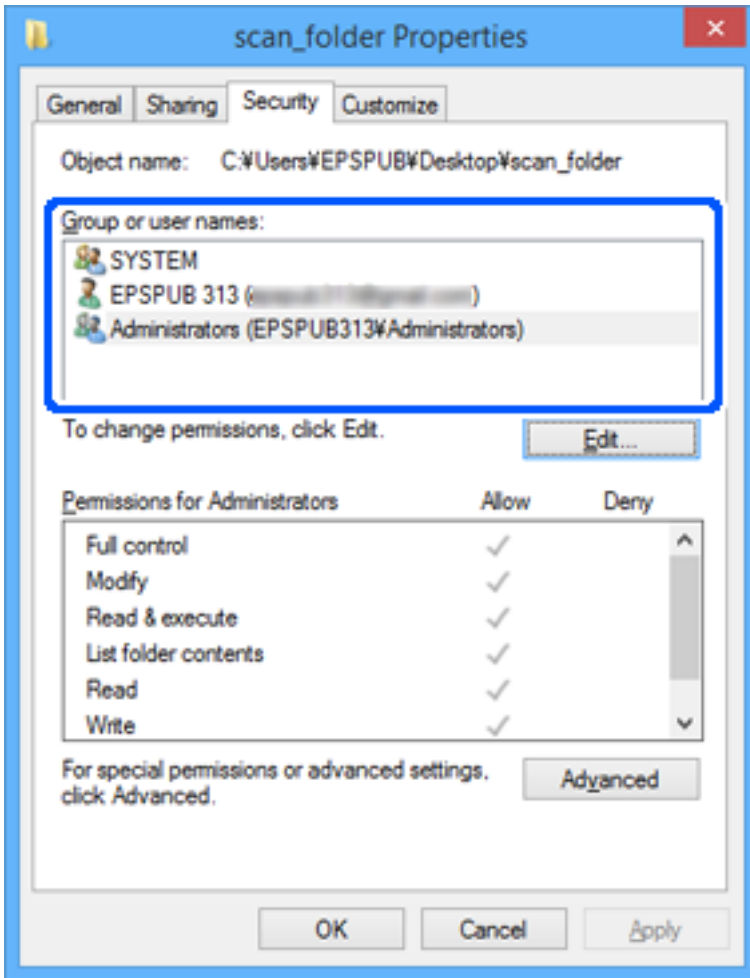 scan_folder Properties
General Sharing Security Customize
Object name: C:¥Users¥EPSPUB¥Desktop¥scan_folder
Group or user names:
SYSTEM
EPSPUB 313 ( )
Administrators (EPSPUB313¥Administrators)
To change permissions, click Edit.
Edit...
Permissions for Administrators Allow Deny
Full control
Modify
Read & execute
List folder contents
Read
Write
For special permissions or advanced settings,
click Advanced.
Advanced
OK Cancel Apply